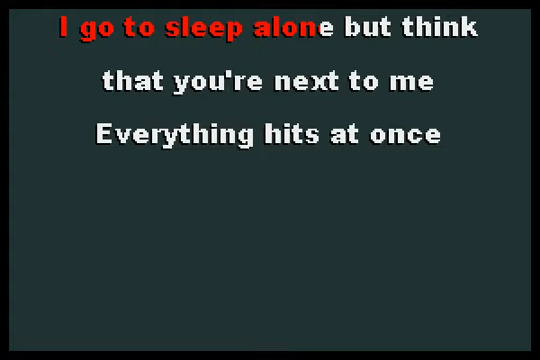 I go to sleep alone but think
that you're next to me
Everything hits at once